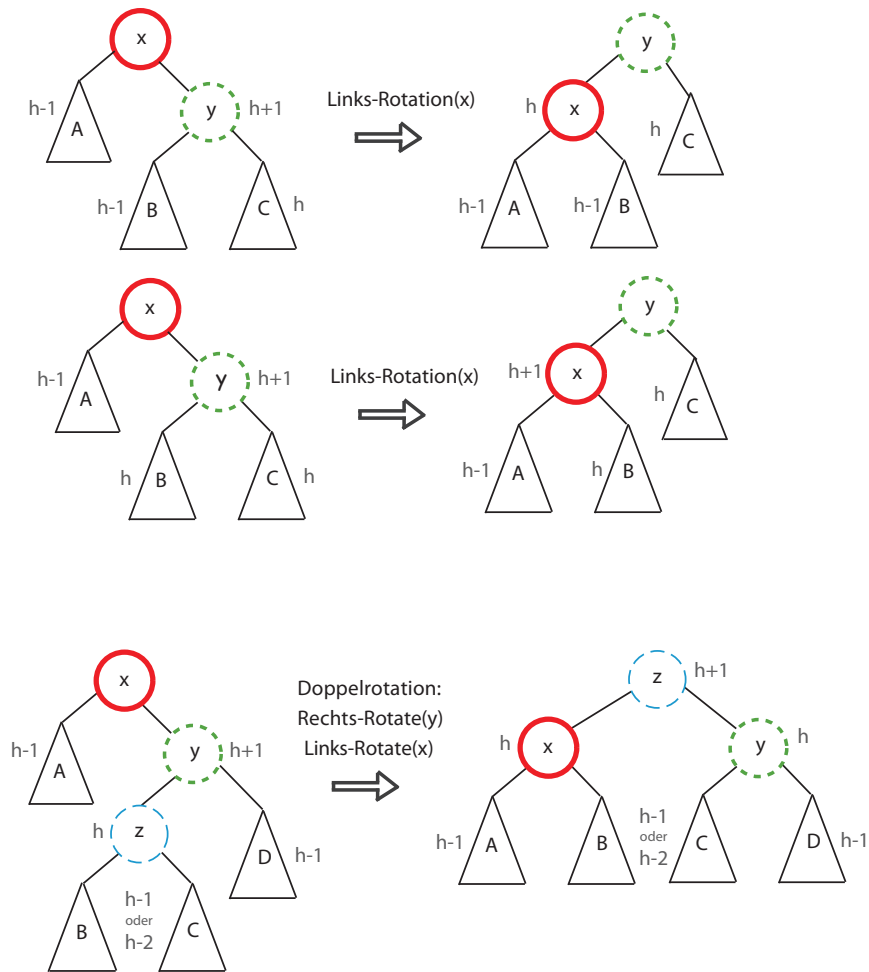 x
y
h-1
A
y
h+1
Links-Rotation(x)
h
x
h
C
h-1
B
C
h
h-1
A
h-1
B
x
y
h-1
A
y
h+1
Links-Rotation(x)
h+1
x
h
C
h
B
C
h
h-1
A
h
B
x
z
h+1
Doppelrotation:
Rechts-Rotate(y)
Links-Rotate(x)
h-1
A
y
h+1
h
x
y
h
h
z
D
h-1
h-1
A
B
h-1
oder
h-2
C
D
h-1
B
h-1
oder
h-2
C